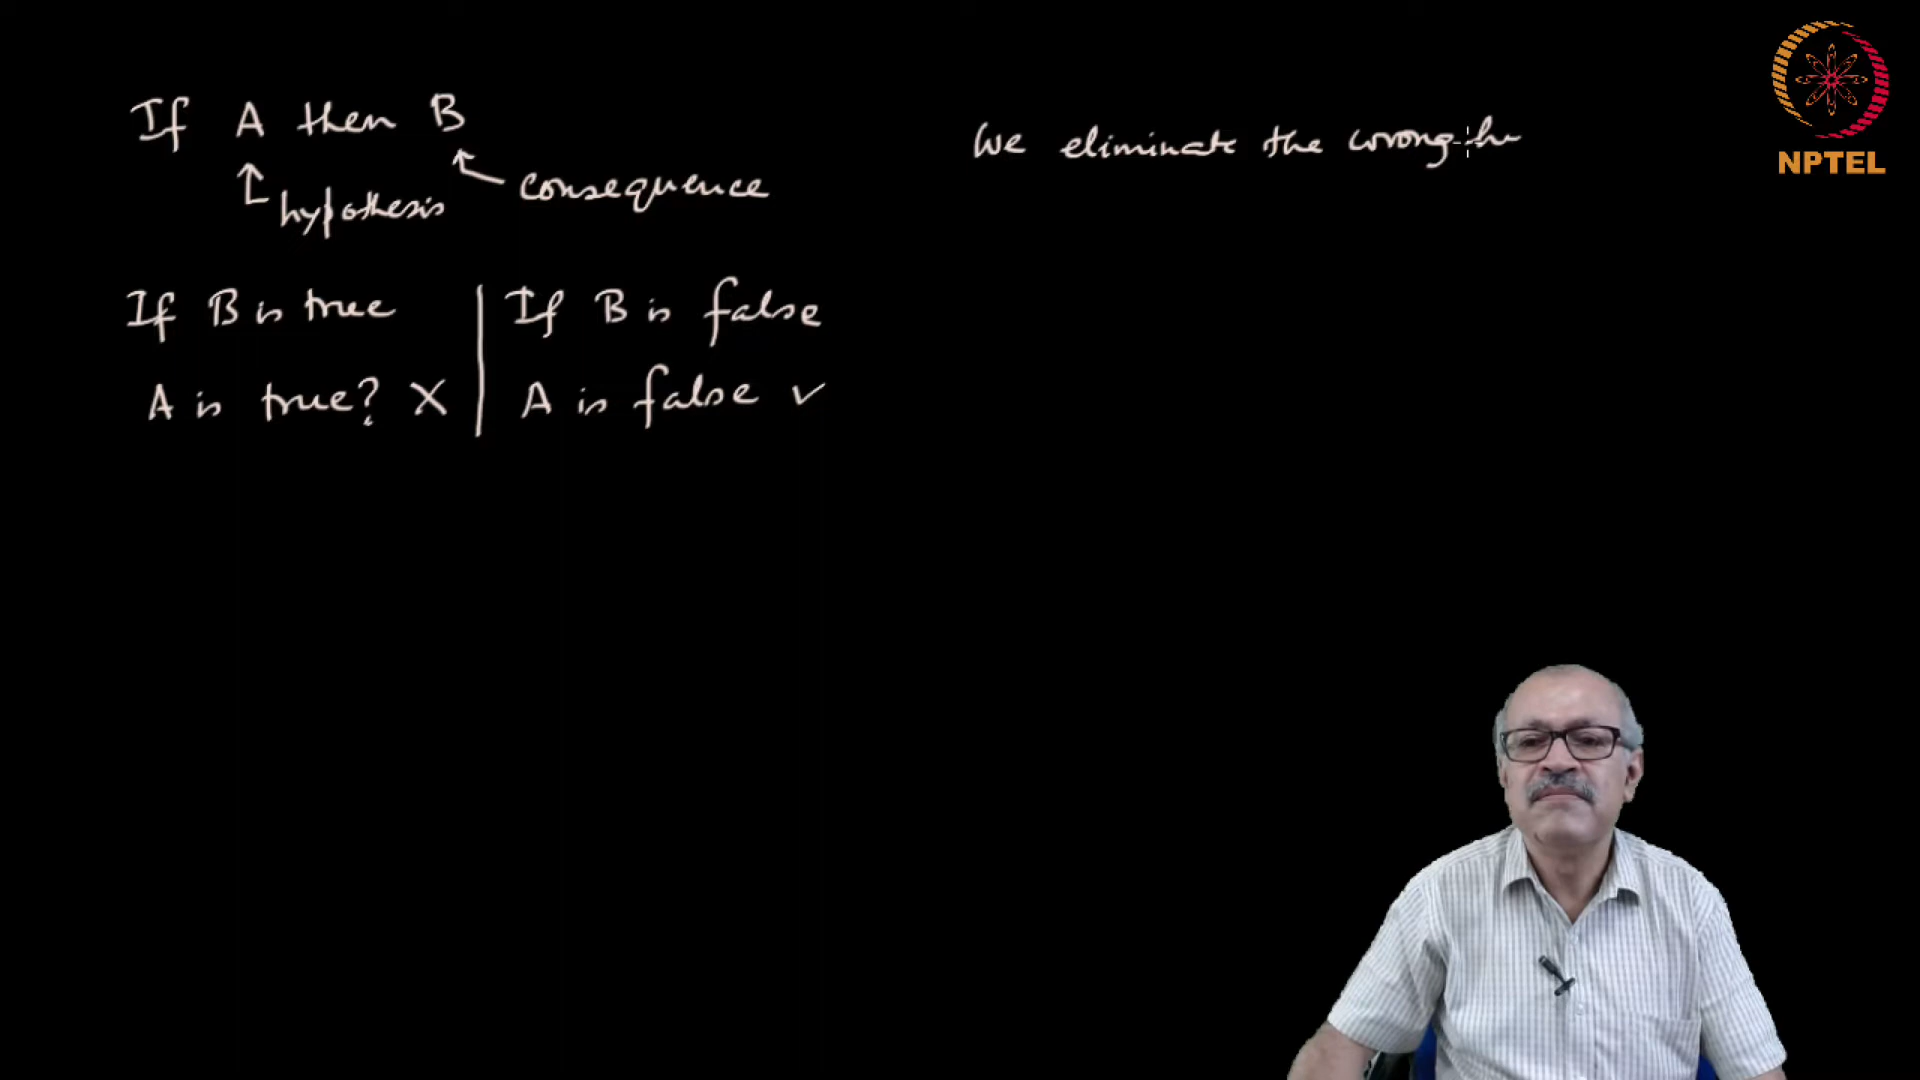 If A then B
hypothesis
consequence
If B is true
A is true? X
If B is false
A is false ✓
We eliminate the wrong
NPTEL